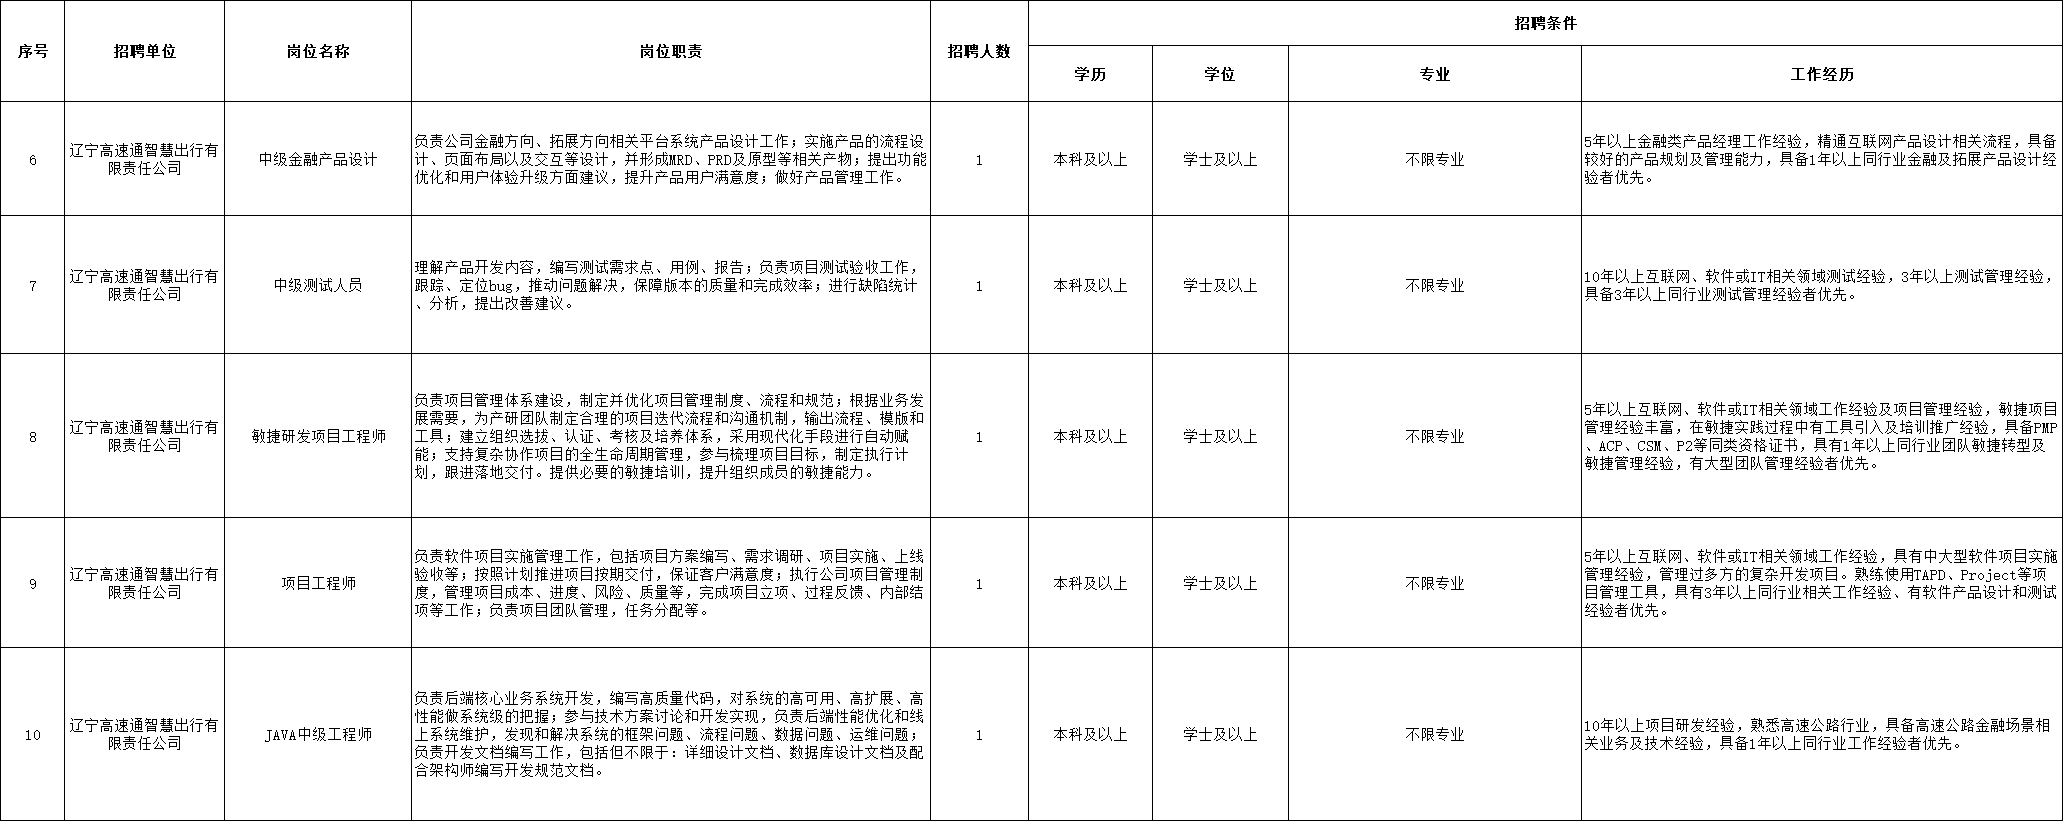 序号
招聘单位
岗位名称
岗位职责
招聘人数
招聘条件
学历
学位
专业
工作经历
6
辽宁高速通智慧出行有
限责任公司
中级金融产品设计
负责公司金融方向、拓展方向相关平台系统产品设计工作；实施产品的流程设
计、页面布局以及交互等设计，并形成MRD、PRD及原型等相关产物；提出功能
优化和用户体验升级方面建议，提升产品用户满意度；做好产品管理工作。
1
本科及以上
学士及以上
不限专业
5年以上金融类产品经理工作经验，精通互联网产品设计相关流程，具备
较好的产品规划及管理能力，具备1年以上同行业金融及拓展产品设计经
验者优先。
7
辽宁高速通智慧出行有
限责任公司
中级测试人员
理解产品开发内容，编写测试需求点、用例、报告；负责项目测试验收工作，
跟踪、定位bug，推动问题解决，保障版本的质量和完成效率；进行缺陷统计
、分析，提出改善建议。
1
本科及以上
学士及以上
不限专业
10年以上互联网、软件或IT相关领域测试经验，3年以上测试管理经验，
具备3年以上同行业测试管理经验者优先。
8
辽宁高速通智慧出行有
限责任公司
敏捷研发项目工程师
负责项目管理体系建设，制定并优化项目管理制度、流程和规范；根据业务发
展需要，为产研团队制定合理的项目迭代流程和沟通机制，输出流程、模版和
工具；建立组织选拔、认证、考核及培养体系，采用现代化手段进行自动赋
能；支持复杂协作项目的全生命周期管理，参与梳理项目目标，制定执行计
划，跟进落地交付。提供必要的敏捷培训，提升组织成员的敏捷能力。
1
本科及以上
学士及以上
不限专业
5年以上互联网、软件或IT相关领域工作经验及项目管理经验，敏捷项目
管理经验丰富，在敏捷实践过程中有工具引入及培训推广经验，具备PMP
、ACP、CSM、P2等同类资格证书，具有1年以上同行业团队敏捷转型及
敏捷管理经验，有大型团队管理经验者优先。
9
辽宁高速通智慧出行有
限责任公司
项目工程师
负责软件项目实施管理工作，包括项目方案编写、需求调研、项目实施、上线
验收等；按照计划推进项目按期交付，保证客户满意度；执行公司项目管理制
度，管理项目成本、进度、风险、质量等，完成项目立项、过程反馈、内部结
项等工作；负责项目团队管理，任务分配等。
1
本科及以上
学士及以上
不限专业
5年以上互联网、软件或IT相关领域工作经验，具有中大型软件项目实施
管理经验，管理过多方的复杂开发项目。熟练使用TAPD、Project等项
目管理工具，具有3年以上同行业相关工作经验、有软件产品设计和测试
经验者优先。
10
辽宁高速通智慧出行有
限责任公司
JAVA中级工程师
负责后端核心业务系统开发，编写高质量代码，对系统的高可用、高扩展、高
性能做系统级的把握；参与技术方案讨论和开发实现，负责后端性能优化和线
上系统维护，发现和解决系统的框架问题、流程问题、数据问题、运维问题；
负责开发文档编写工作，包括但不限于：详细设计文档、数据库设计文档及配
合架构师编写开发规范文档。
1
本科及以上
学士及以上
不限专业
10年以上项目研发经验，熟悉高速公路行业，具备高速公路金融场景相
关业务及技术经验，具备1年以上同行业工作经验者优先。